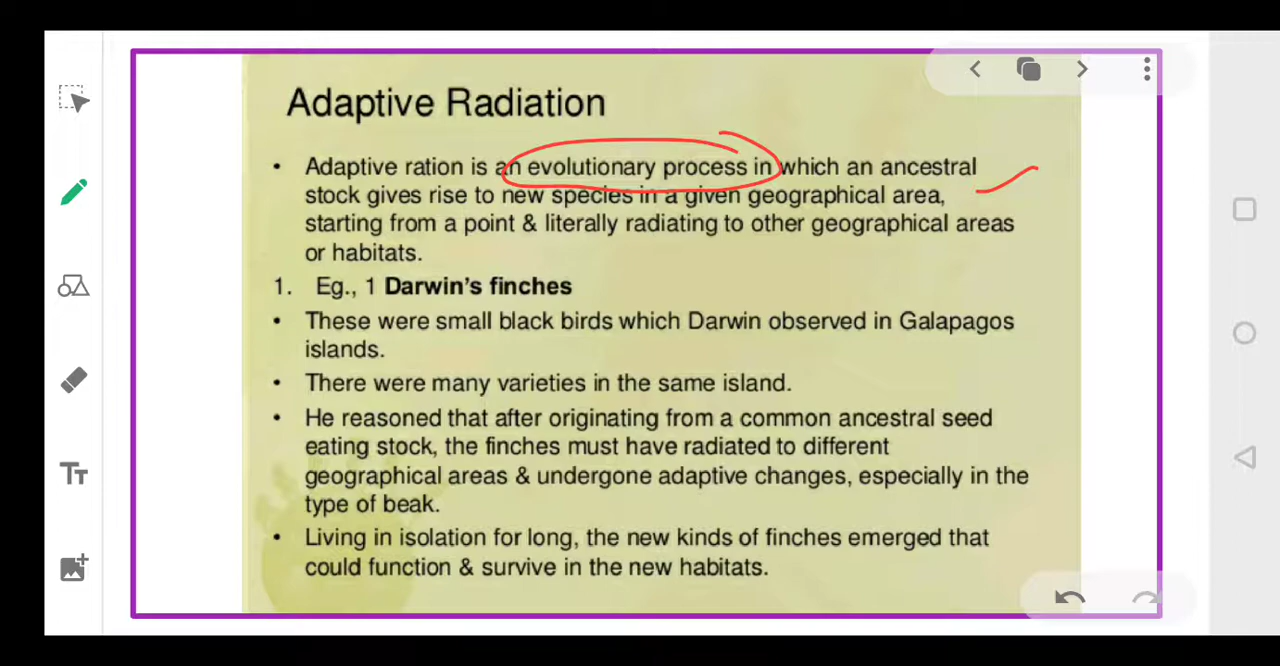 Adaptive Radiation
• Adaptive ration is an evolutionary process in which an ancestral
stock gives rise to new species in a given geographical area,
starting from a point & literally radiating to other geographical areas
or habitats.
1. Eg., 1 Darwin's finches
• These were small black birds which Darwin observed in Galapagos
islands.
• There were many varieties in the same island.
• He reasoned that after originating from a common ancestral seed
eating stock, the finches must have radiated to different
geographical areas & undergone adaptive changes, especially in the
type of beak.
• Living in isolation for long, the new kinds of finches emerged that
could function & survive in the new habitats.
TT